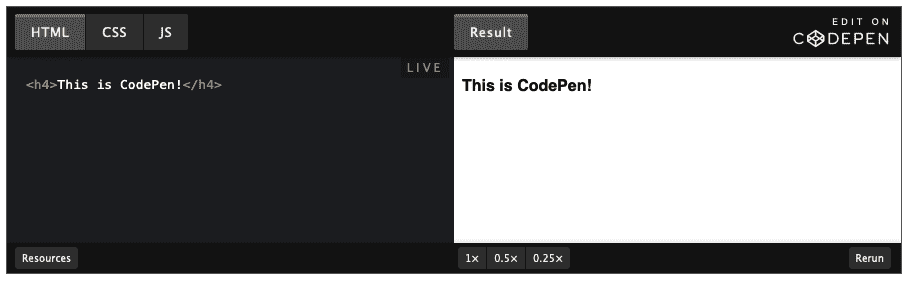 HTML CSS JS
Result
EDIT ON
CODEPEN
LIVE
<h4>This is CodePen!</h4>
This is CodePen!
Resources
1× 0.5× 0.25×
Rerun